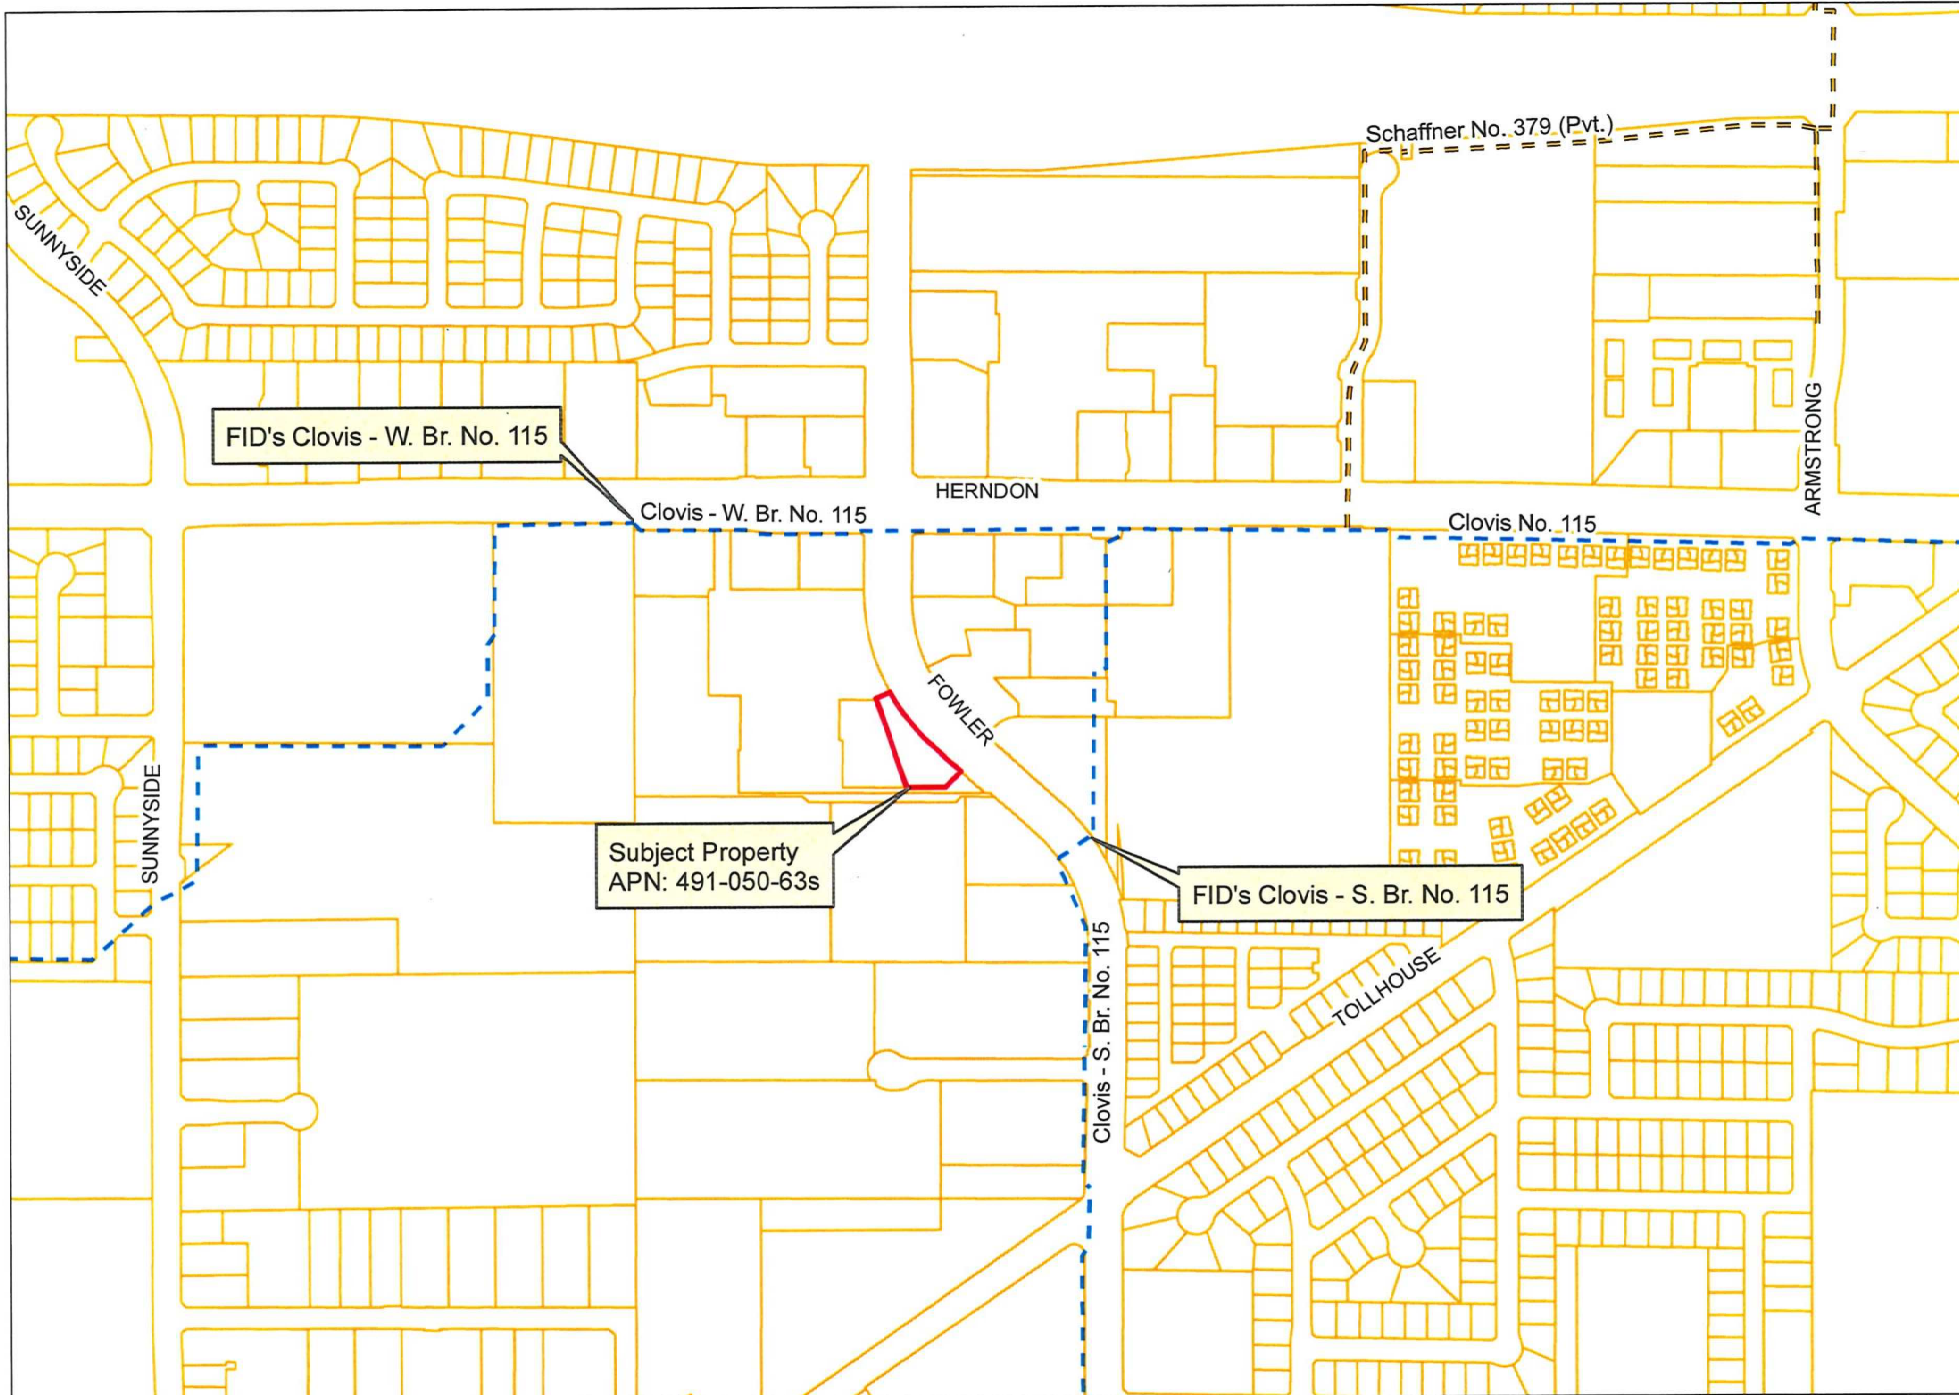 Schaffner No. 379 (Pvt.)
SUNNYSIDE
ARMSTRONG
FID's Clovis - W. Br. No. 115
HERNDON
Clovis - W. Br. No. 115
Clovis No. 115
FOWLER
SUNNYSIDE
Subject Property
APN: 491-050-63s
FID's Clovis - S. Br. No. 115
Clovis - S. Br. No. 115
TOLLHOUSE